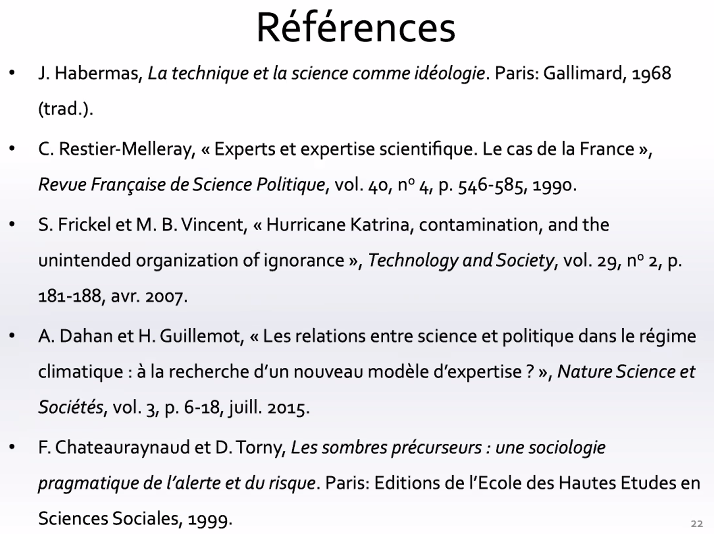 Références
• J. Habermas, La technique et la science comme idéologie. Paris: Gallimard, 1968
(trad.).
• C. Restier-Melleray, « Experts et expertise scientifique. Le cas de la France »,
Revue Française de Science Politique, vol. 40, nº 4, p. 546-585, 1990.
• S. Frickel et M. B. Vincent, « Hurricane Katrina, contamination, and the
unintended organization of ignorance », Technology and Society, vol. 29, nº 2, p.
181-188, avr. 2007.
• A. Dahan et H. Guillemot, « Les relations entre science et politique dans le régime
climatique : à la recherche d’un nouveau modèle d’expertise ? », Nature Science et
Sociétés, vol. 3, p. 6-18, juill. 2015.
• F. Chateauraynaud et D. Torny, Les sombres précurseurs : une sociologie
pragmatique de l’alerte et du risque. Paris: Editions de l’Ecole des Hautes Etudes en
Sciences Sociales, 1999.
22